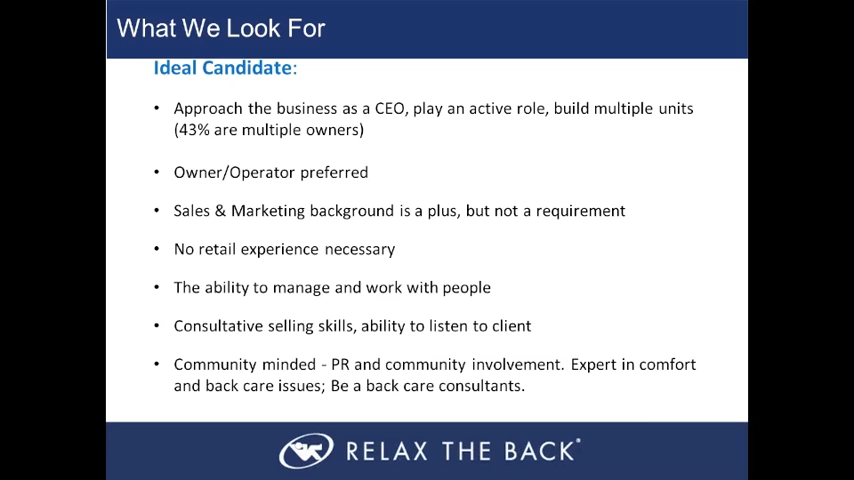 What We Look For
Ideal Candidate:
• Approach the business as a CEO, play an active role, build multiple units
(43% are multiple owners)
• Owner/Operator preferred
• Sales & Marketing background is a plus, but not a requirement
• No retail experience necessary
• The ability to manage and work with people
• Consultative selling skills, ability to listen to client
• Community minded - PR and community involvement. Expert in comfort
and back care issues; Be a back care consultants.
RELAX THE BACK®